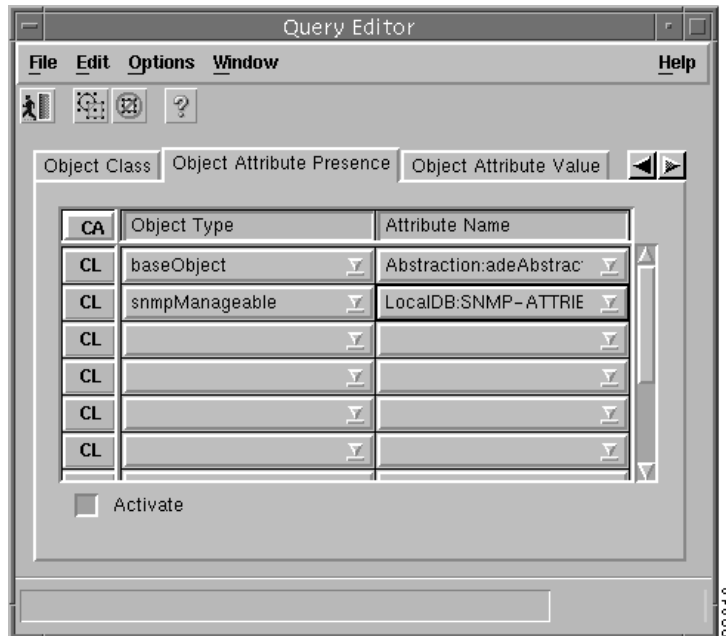 Query Editor
File Edit Options Window Help
?
Object Class Object Attribute Presence Object Attribute Value
CA Object Type Attribute Name
CL baseObject Abstraction:adeAbstrac
CL snmpManageable LocalDB:SNMP-ATTRIE
CL
CL
CL
CL
Activate